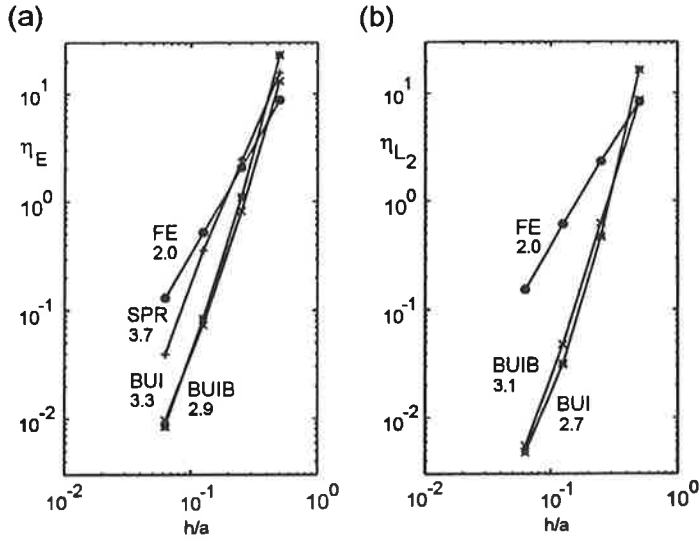 (a)
10^1
η_E
10^0
FE
2.0
10^-1
SPR
3.7
BUI
3.3
BUIB
2.9
10^-2
10^-2
10^-1
10^0
h/a
(b)
10^1
η_L2
10^0
FE
2.0
10^-1
BUIB
3.1
BUI
2.7
10^-2
10^-2
10^-1
10^0
h/a